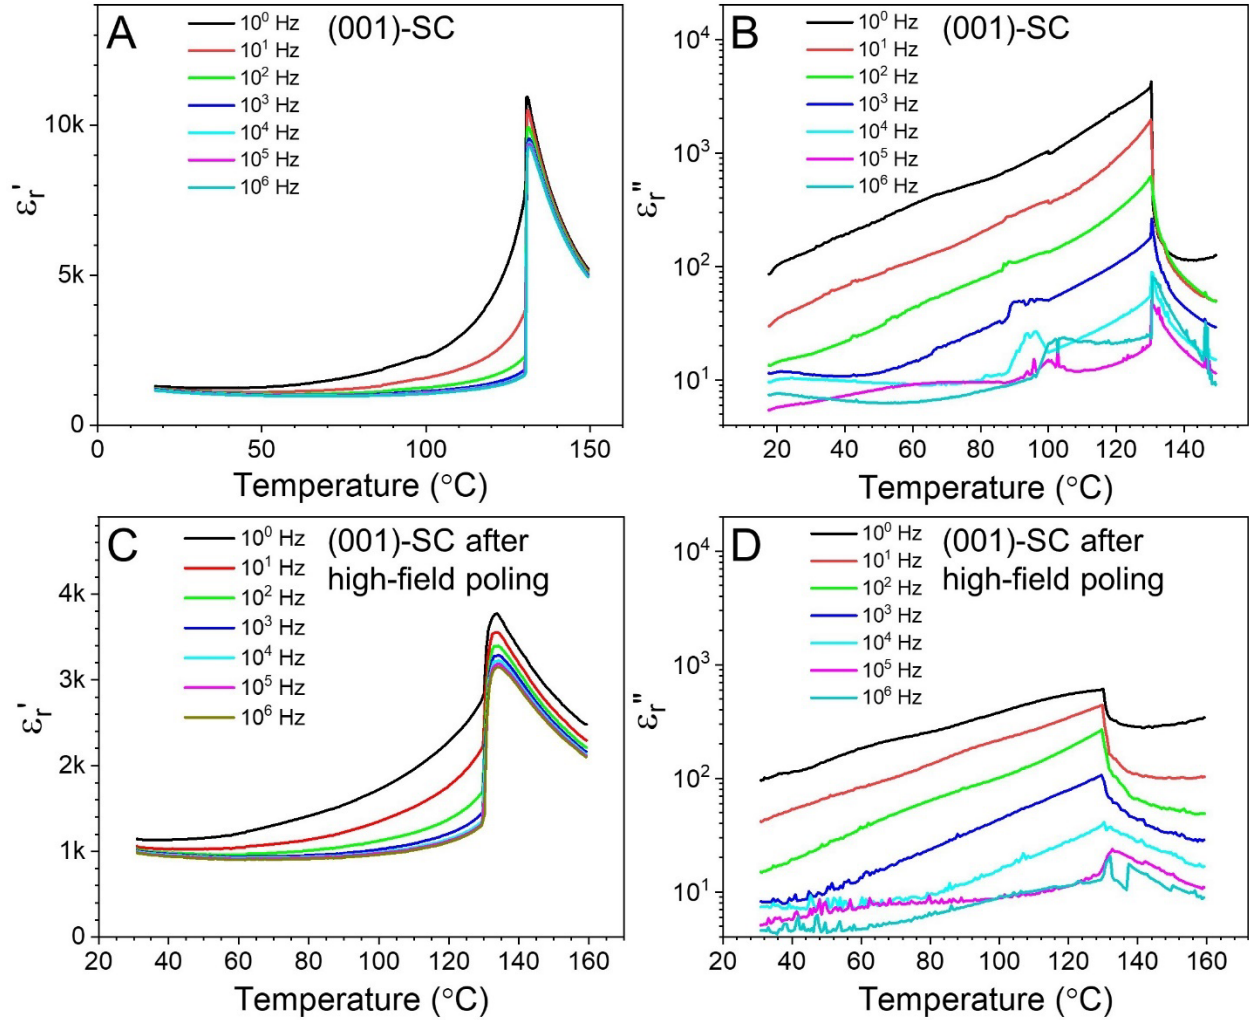 A
(001)-SC
10⁰ Hz
10¹ Hz
10² Hz
10³ Hz
10⁴ Hz
10⁵ Hz
10⁶ Hz
εr'
10k
5k
0
0 50 100 150
Temperature (°C)
B
(001)-SC
10⁰ Hz
10¹ Hz
10² Hz
10³ Hz
10⁴ Hz
10⁵ Hz
10⁶ Hz
εr''
10⁴
10³
10²
10¹
20 40 60 80 100 120 140
Temperature (°C)
C
(001)-SC after
high-field poling
10⁰ Hz
10¹ Hz
10² Hz
10³ Hz
10⁴ Hz
10⁵ Hz
10⁶ Hz
εr'
4k
3k
2k
1k
0
20 40 60 80 100 120 140 160
Temperature (°C)
D
(001)-SC after
high-field poling
10⁰ Hz
10¹ Hz
10² Hz
10³ Hz
10⁴ Hz
10⁵ Hz
10⁶ Hz
εr''
10⁴
10³
10²
10¹
20 40 60 80 100 120 140 160
Temperature (°C)